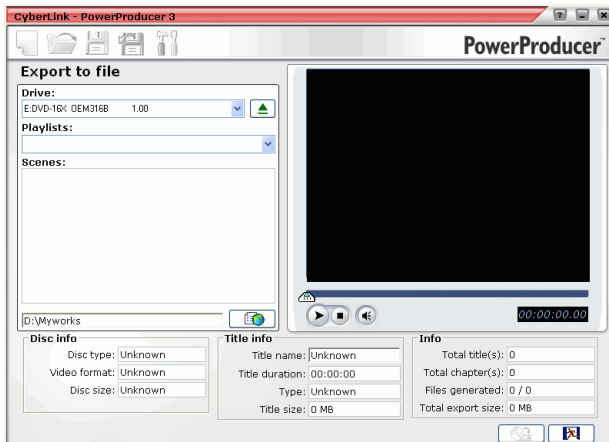 CyberLink - PowerProducer 3
PowerProducer™
Export to file
Drive:
E:DVD-16X OEM316B 1.00
Playlists:
Scenes:
D:\Myworks
00:00:00.00
Disc info
Disc type: Unknown
Video format: Unknown
Disc size: Unknown
Title info
Title name: Unknown
Title duration: 00:00:00
Type: Unknown
Title size: 0 MB
Info
Total title(s): 0
Total chapter(s): 0
Files generated: 0 / 0
Total export size: 0 MB